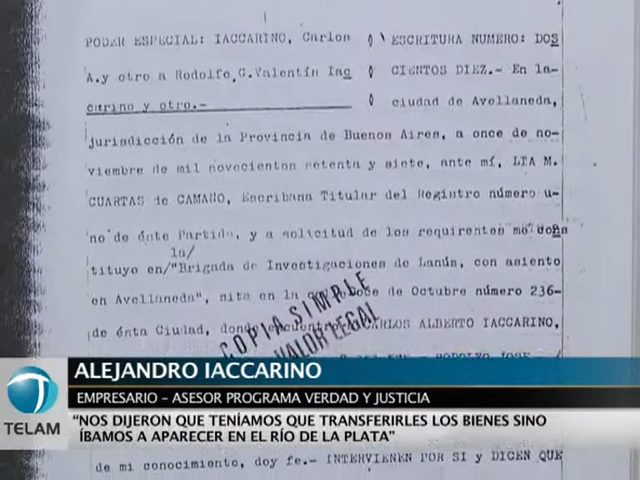 PODER ESPECIAL: IACCARINO, Carlos
A.y otro a Rodolfo,G.Valentín Iac
carino y otro.-
ESCRITURA NUMERO: DOS
CIENTOS DIEZ.- En la
ciudad de Avellaneda,
jurisdicción de la Provincia de Buenos Aires, a once de no-
viembre de mil novecientos setenta y siete, ante mí, LIA M.
CUARTAS de CAMAÑO, Escribana Titular del Registro número u-
no de éste Partido, y a solicitud de los requirentes me cons
la/
tituyo en/"Brigada de Investigaciones de Lanús, con asiento
en Avellaneda", sita en la de Octubre número 236-
de ésta Ciudad, CARLOS ALBERTO IACCARINO,
COPIA SIMPLE
VALOR LEGAL
ALEJANDRO IACCARINO
EMPRESARIO – ASESOR PROGRAMA VERDAD Y JUSTICIA
TELAM
"NOS DIJERON QUE TENÍAMOS QUE TRANSFERIRLES LOS BIENES SINO
ÍBAMOS A APARECER EN EL RÍO DE LA PLATA"
de mi conocimiento, doy fe.- INTERVIENEN POR SI y DICEN QUE